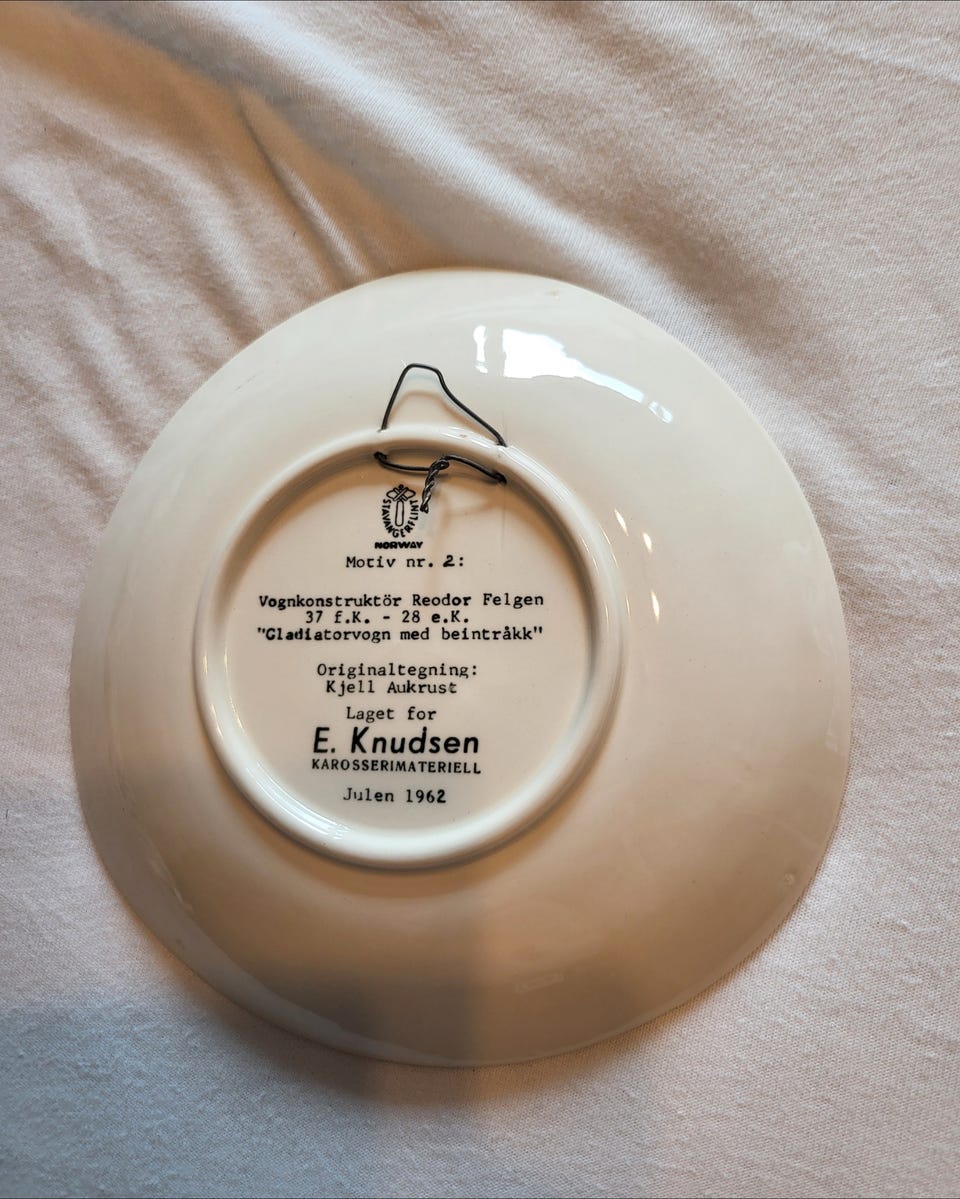 STAVANGERFLINT
NORWAY
Motiv nr. 2:
Vognkonstruktör Reodor Felgen
37 f.K. - 28 e.K.
"Gladiatorvogn med beintråkk"
Originaltegning:
Kjell Aukrust
Laget for
E. Knudsen
KAROSSERIMATERIELL
Julen 1962